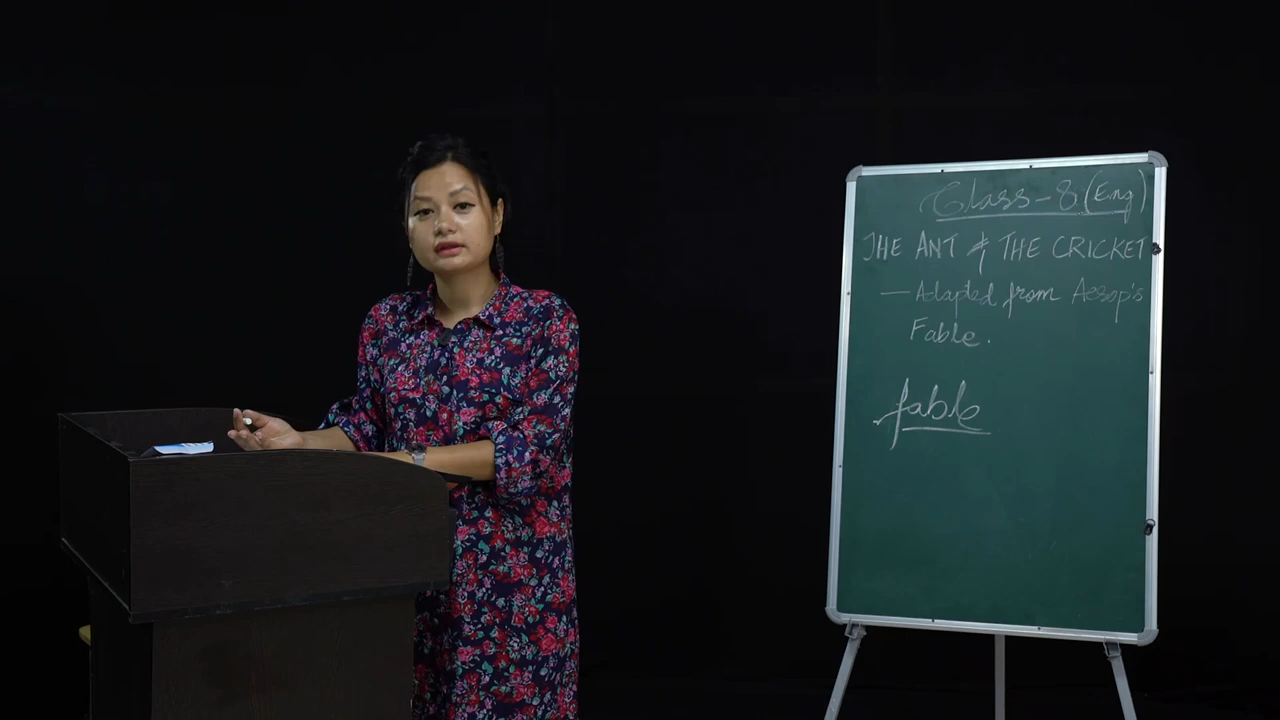 Class-8 (Eng)
THE ANT & THE CRICKET
— Adapted from Aesop's
Fable.
fable